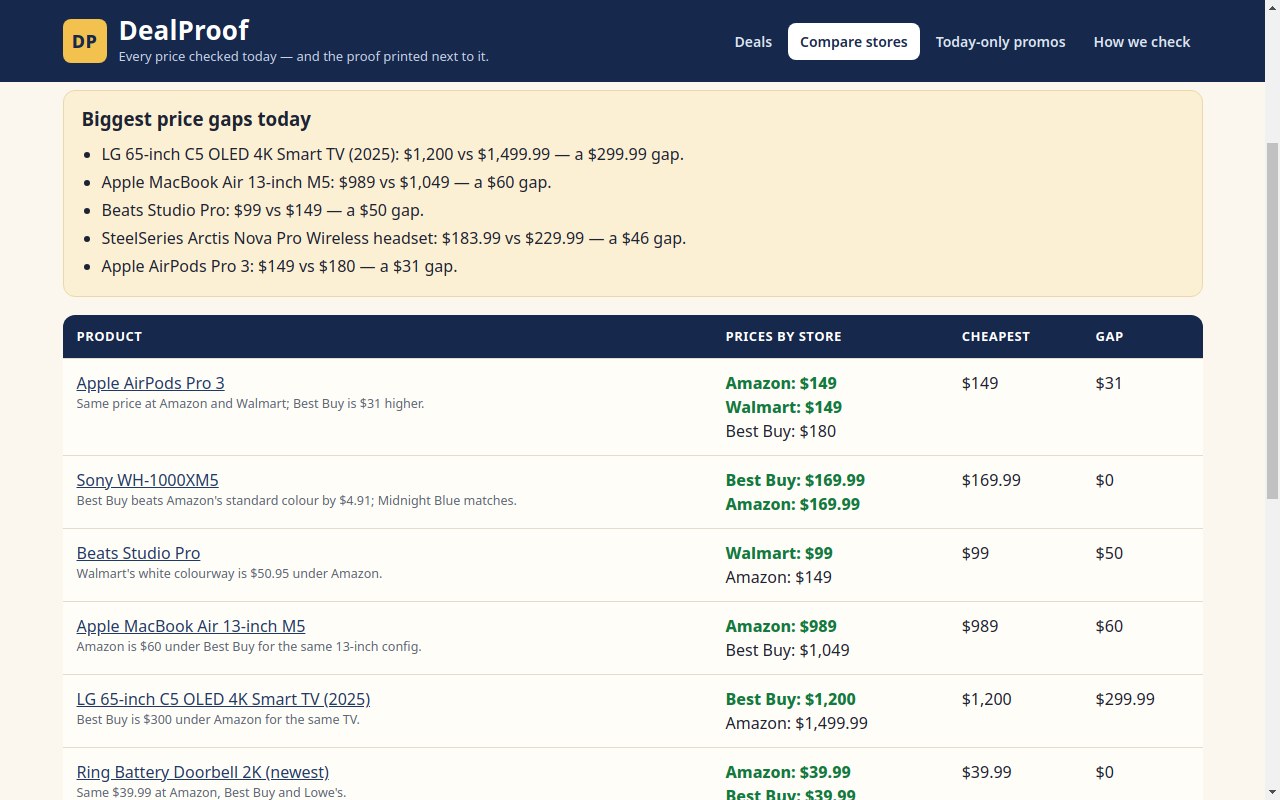 DP
DealProof
Every price checked today — and the proof printed next to it.
Deals
Compare stores
Today-only promos
How we check
Biggest price gaps today
• LG 65-inch C5 OLED 4K Smart TV (2025): $1,200 vs $1,499.99 — a $299.99 gap.
• Apple MacBook Air 13-inch M5: $989 vs $1,049 — a $60 gap.
• Beats Studio Pro: $99 vs $149 — a $50 gap.
• SteelSeries Arctis Nova Pro Wireless headset: $183.99 vs $229.99 — a $46 gap.
• Apple AirPods Pro 3: $149 vs $180 — a $31 gap.
PRODUCT PRICES BY STORE CHEAPEST GAP
Apple AirPods Pro 3
Same price at Amazon and Walmart; Best Buy is $31 higher.
Amazon: $149
Walmart: $149
Best Buy: $180
$149
$31
Sony WH-1000XM5
Best Buy beats Amazon's standard colour by $4.91; Midnight Blue matches.
Best Buy: $169.99
Amazon: $169.99
$169.99
$0
Beats Studio Pro
Walmart's white colourway is $50.95 under Amazon.
Walmart: $99
Amazon: $149
$99
$50
Apple MacBook Air 13-inch M5
Amazon is $60 under Best Buy for the same 13-inch config.
Amazon: $989
Best Buy: $1,049
$989
$60
LG 65-inch C5 OLED 4K Smart TV (2025)
Best Buy is $300 under Amazon for the same TV.
Best Buy: $1,200
Amazon: $1,499.99
$1,200
$299.99
Ring Battery Doorbell 2K (newest)
Same $39.99 at Amazon, Best Buy and Lowe's.
Amazon: $39.99
Best Buy: $39.99
$39.99
$0